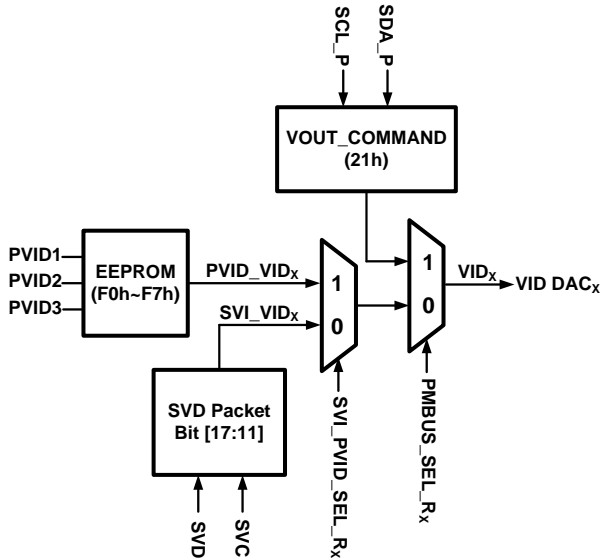 SCL_P
SDA_P
VOUT_COMMAND
(21h)
PVID1
PVID2
PVID3
EEPROM
(F0h~F7h)
PVID_VIDX
SVI_VIDX
1
0
1
0
VIDX
VID DACX
SVD Packet
Bit [17:11]
SVI_PVID_SEL_RX
PMBUS_SEL_RX
SVD
SVC